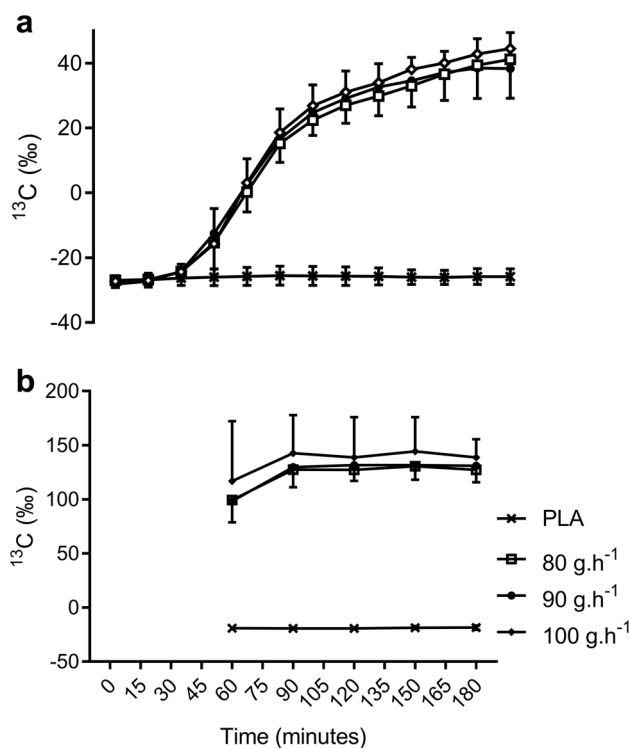 a
40
20
0
-20
-40
¹³C (‰)
b
200
150
100
50
0
-50
¹³C (‰)
PLA
80 g.h⁻¹
90 g.h⁻¹
100 g.h⁻¹
0 15 30 45 60 75 90 105 120 135 150 165 180
Time (minutes)